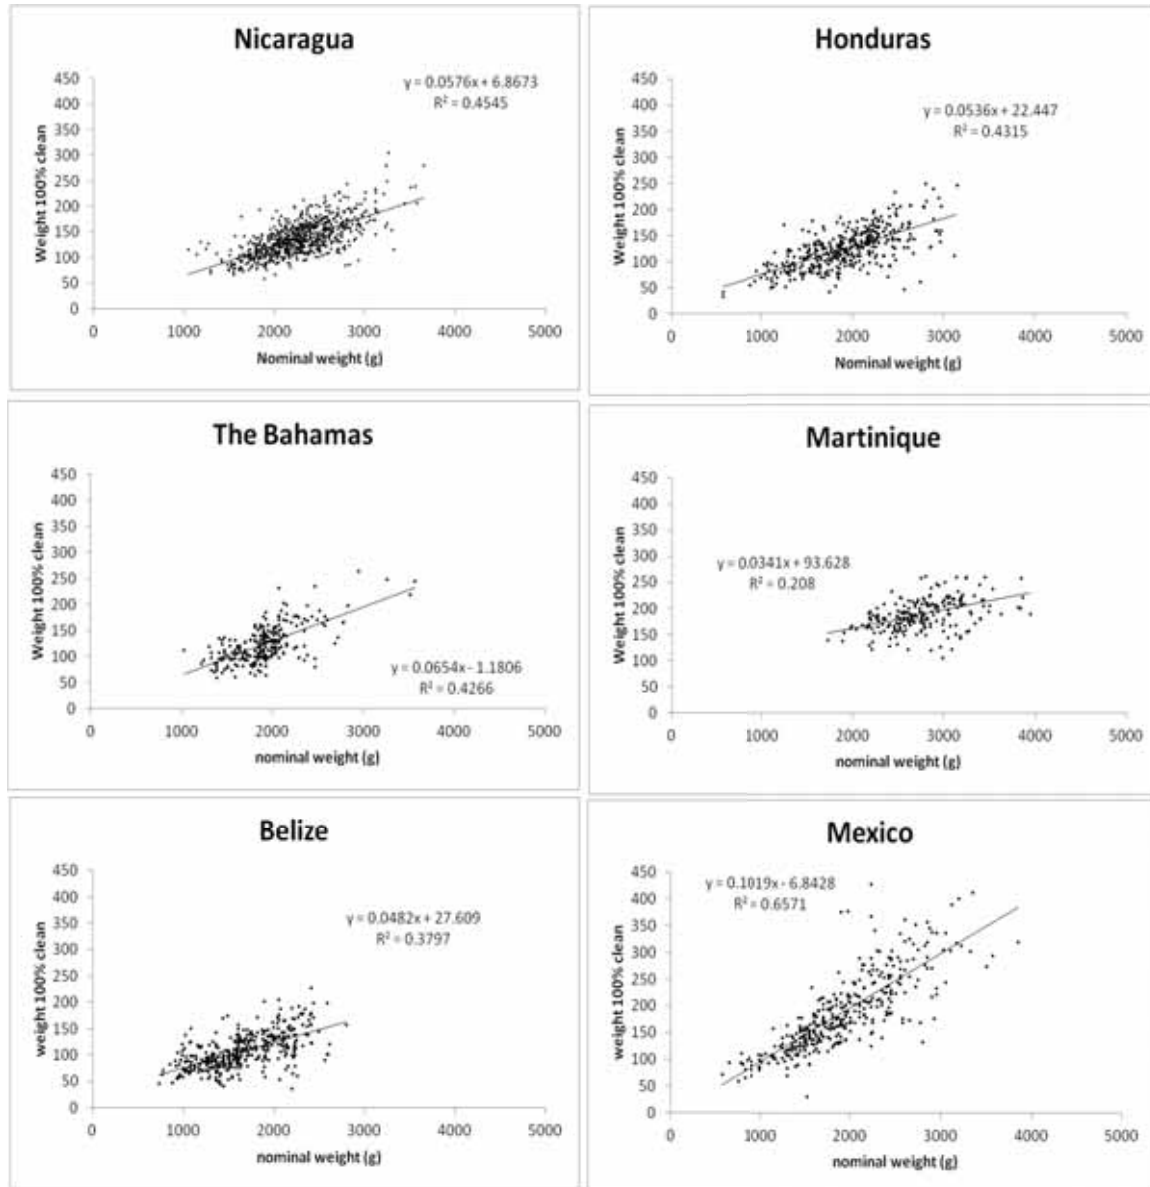 Nicaragua
y = 0.0576x + 6.8673
R² = 0.4545
450
400
350
300
250
200
150
100
50
0
Weight 100% clean
0 1000 2000 3000 4000 5000
Nominal weight (g)
Honduras
y = 0.0536x + 22.447
R² = 0.4315
450
400
350
300
250
200
150
100
50
0
Weight 100% clean
0 1000 2000 3000 4000 5000
Nominal weight (g)
The Bahamas
450
400
350
300
250
200
150
100
50
0
Weight 100% clean
y = 0.0654x - 1.1806
R² = 0.4266
0 1000 2000 3000 4000 5000
nominal weight (g)
Martinique
450
400
350
300
250
200
150
100
50
0
Weight 100% clean
y = 0.0341x + 93.628
R² = 0.208
0 1000 2000 3000 4000 5000
nominal weight (g)
Belize
450
400
350
300
250
200
150
100
50
0
weight 100% clean
y = 0.0482x + 27.609
R² = 0.3797
0 1000 2000 3000 4000 5000
nominal weight (g)
Mexico
y = 0.1019x - 6.8428
R² = 0.6571
450
400
350
300
250
200
150
100
50
0
weight 100% clean
0 1000 2000 3000 4000 5000
nominal weight (g)